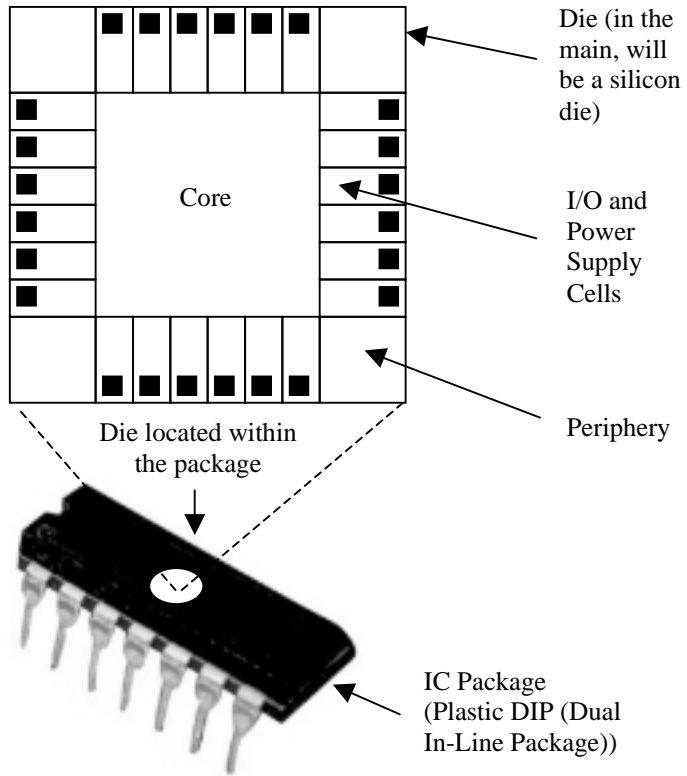 Die (in the
main, will
be a silicon
die)
Core
I/O and
Power
Supply
Cells
Periphery
Die located within
the package
IC Package
(Plastic DIP (Dual
In-Line Package))